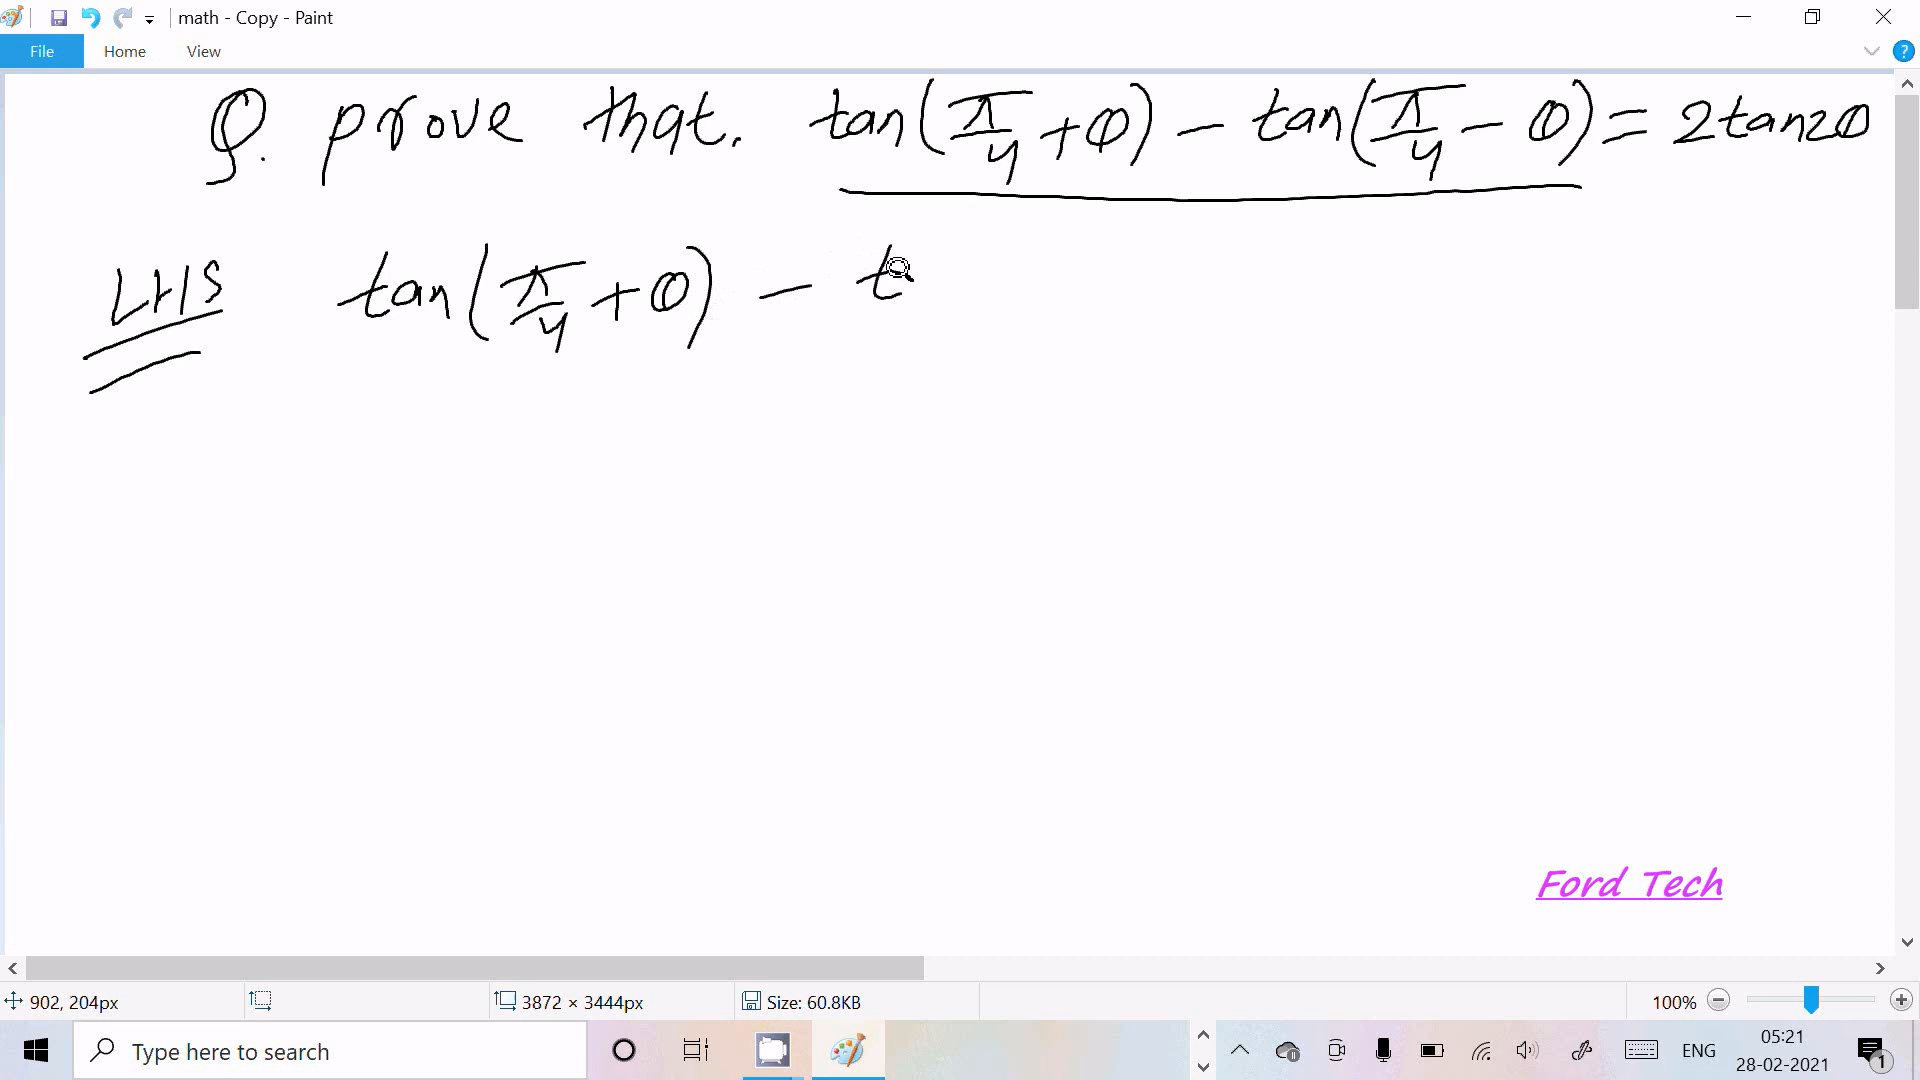 math - Copy - Paint
File Home View
Q. prove that. tan(π/4 + θ) - tan(π/4 - θ) = 2tan2θ
LHS tan(π/4 + θ) - t
Ford Tech
902, 204px 3872 × 3444px Size: 60.8KB 100%
Type here to search ENG 05:21
28-02-2021 1